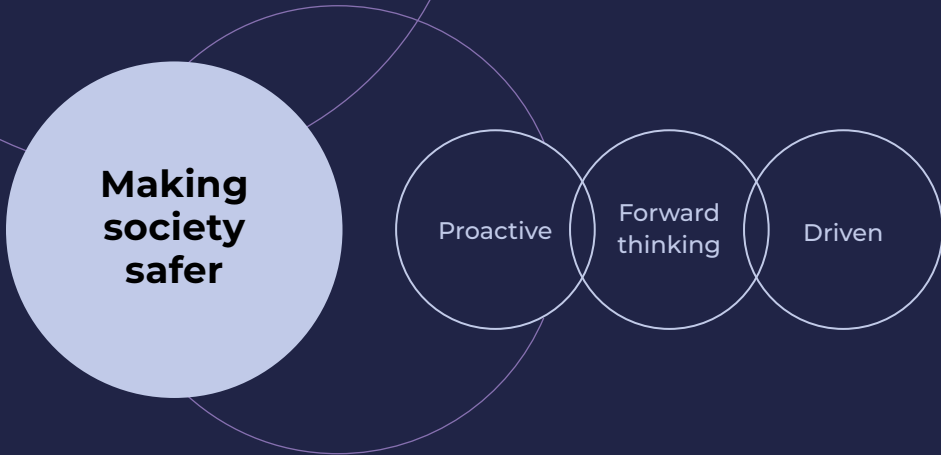 Making
society
safer
Proactive
Forward
thinking
Driven